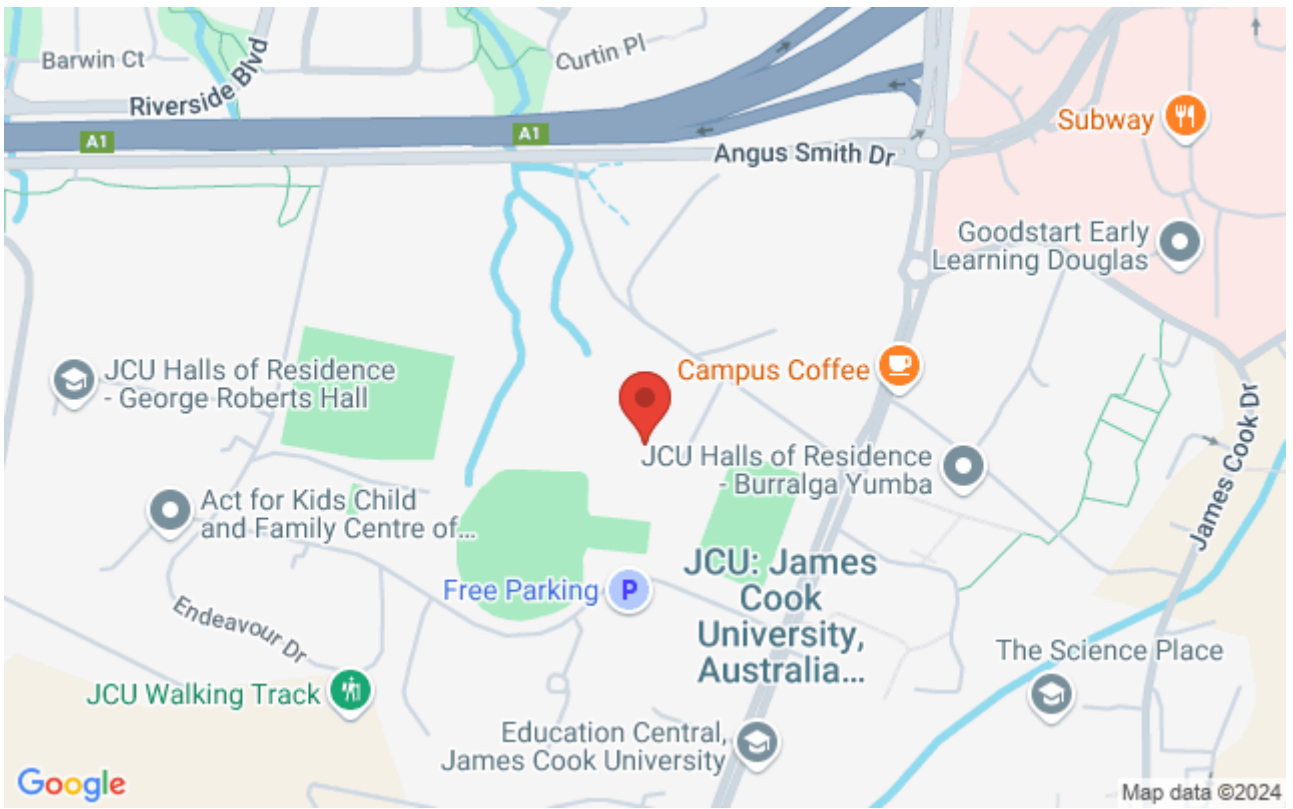 Barwin Ct
Riverside Blvd
Curtin Pl
A1
A1
Subway
Angus Smith Dr
Goodstart Early
Learning Douglas
JCU Halls of Residence
- George Roberts Hall
Campus Coffee
James Cook Dr
JCU Halls of Residence
- Burralga Yumba
Act for Kids Child
and Family Centre of...
Free Parking
P
JCU: James
Cook
University,
Australia...
Endeavour Dr
The Science Place
JCU Walking Track
Education Central,
James Cook University
Google
Map data ©2024